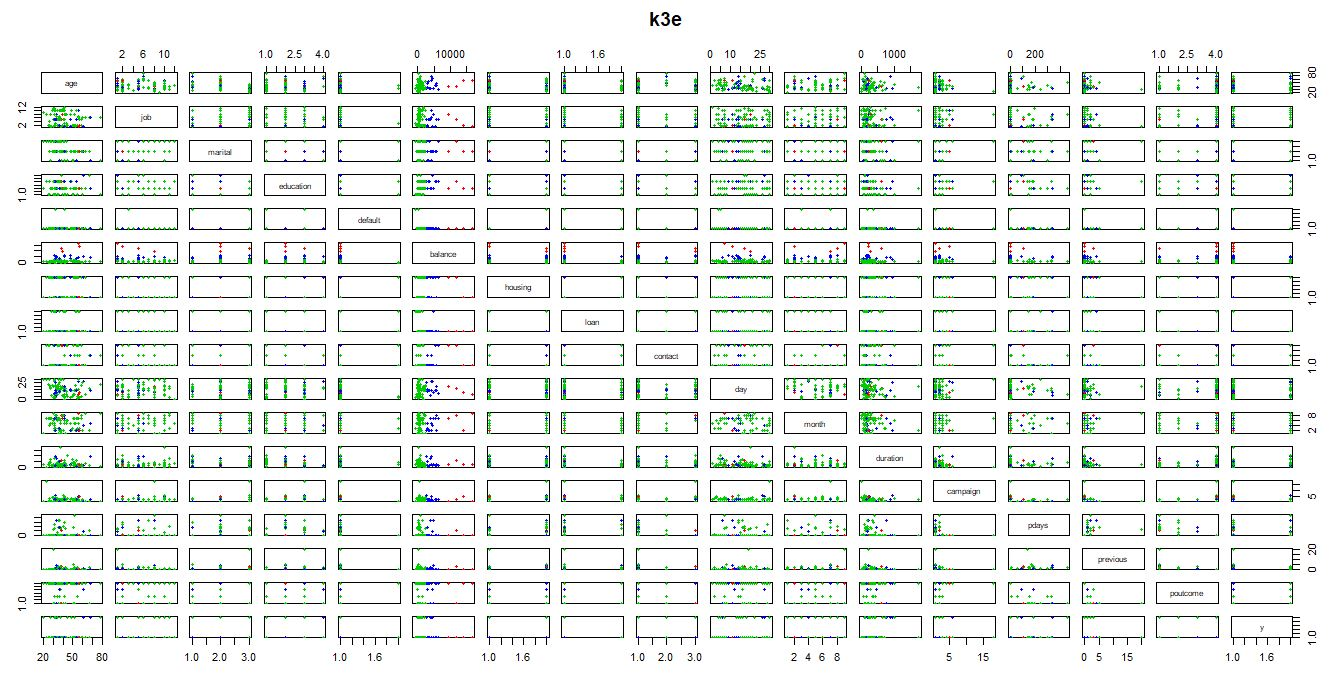 k3e
2 6 10 1.0 2.5 4.0 0 10000 1.0 1.6 0 10 25 0 1000 0 200 1.0 2.5 4.0
age 20 80
2 12 job
marital 1.0
1.0 education
default 1.0
0 balance
housing 1.0
1.0 loan
contact 1.0
0 25 day
month 2 8
0 duration
campaign 5
0 pdays
previous 0 20
1.0 poutcome
y 1.0
20 50 80 1.0 2.0 3.0 1.0 1.6 1.0 1.6 1.0 2.0 3.0 2 4 6 8 5 15 0 5 15 1.0 1.6